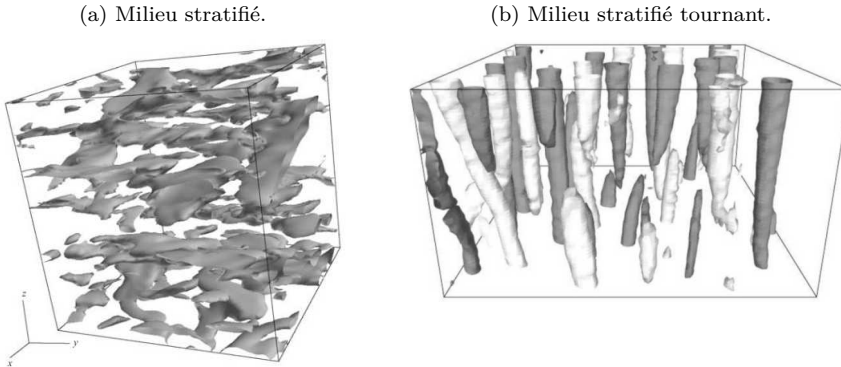 (a) Milieu stratifié.
(b) Milieu stratifié tournant.
z
y
x